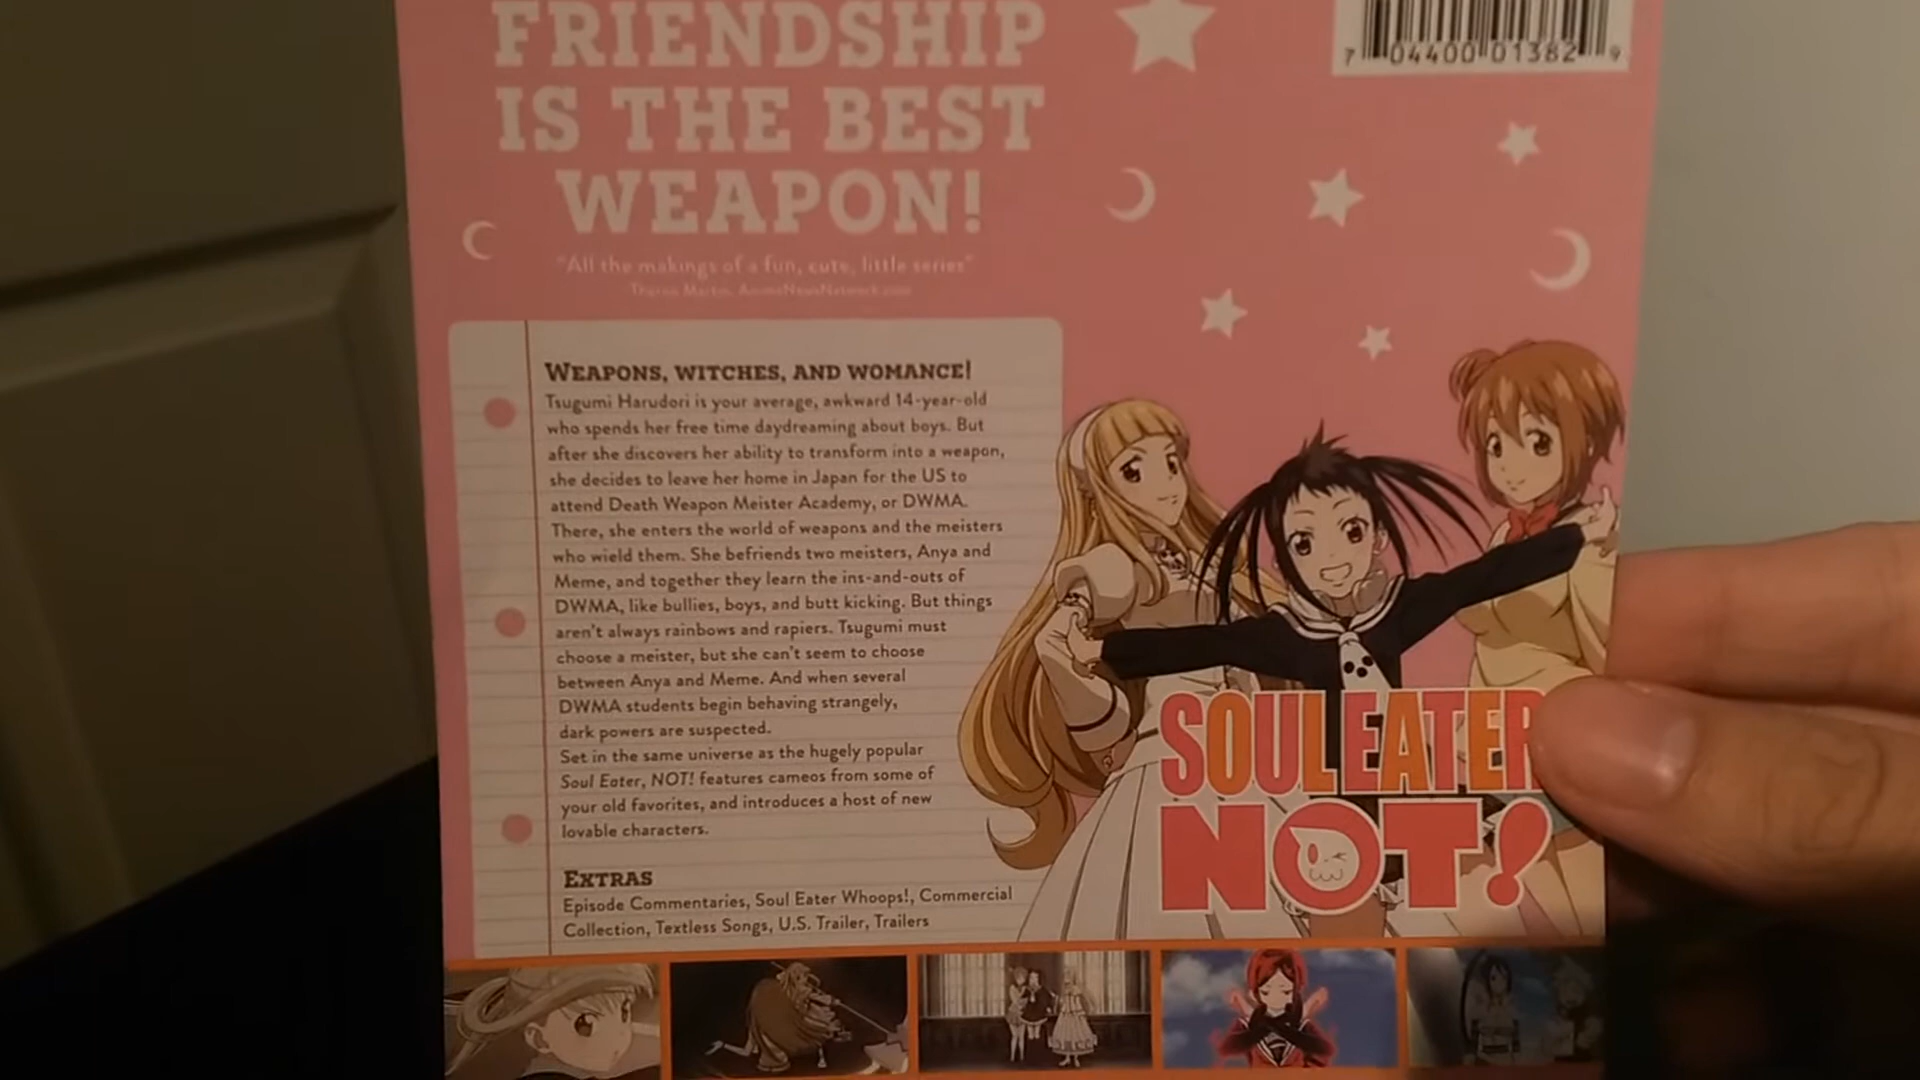 FRIENDSHIP
IS THE BEST
WEAPON!
"All the makings of a fun, cute, little series"
-Theron Martin, AnimeNewsNetwork.com
7 04400 01382 9
WEAPONS, WITCHES, AND WOMANCE!
Tsugumi Harudori is your average, awkward 14-year-old
who spends her free time daydreaming about boys. But
after she discovers her ability to transform into a weapon,
she decides to leave her home in Japan for the US to
attend Death Weapon Meister Academy, or DWMA.
There, she enters the world of weapons and the meisters
who wield them. She befriends two meisters, Anya and
Meme, and together they learn the ins-and-outs of
DWMA, like bullies, boys, and butt kicking. But things
aren't always rainbows and rapiers. Tsugumi must
choose a meister, but she can't seem to choose
between Anya and Meme. And when several
DWMA students begin behaving strangely,
dark powers are suspected.
Set in the same universe as the hugely popular
Soul Eater, NOT! features cameos from some of
your old favorites, and introduces a host of new
lovable characters.
EXTRAS
Episode Commentaries, Soul Eater Whoops!, Commercial
Collection, Textless Songs, U.S. Trailer, Trailers
SOUL EATER
NOT!